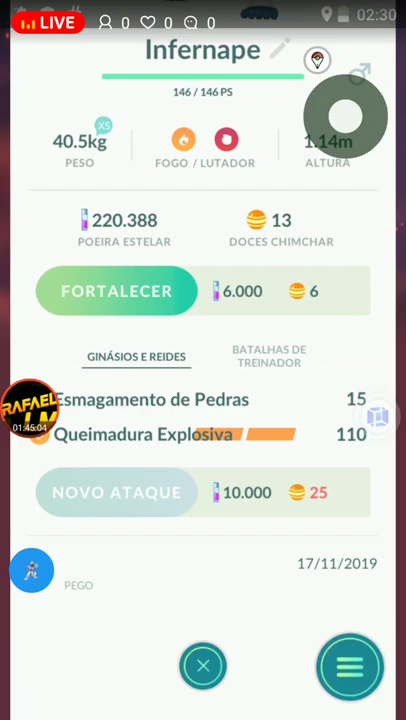 LIVE 0 0 0 02:30
Infernape
146 / 146 PS
XS
40.5kg 1.14m
PESO FOGO / LUTADOR ALTURA
220.388 13
POEIRA ESTELAR DOCES CHIMCHAR
FORTALECER 6.000 6
GINÁSIOS E REIDES BATALHAS DE
TREINADOR
Esmagamento de Pedras 15
RAFAEL
01:45:04
Queimadura Explosiva 110
NOVO ATAQUE 10.000 25
17/11/2019
PEGO